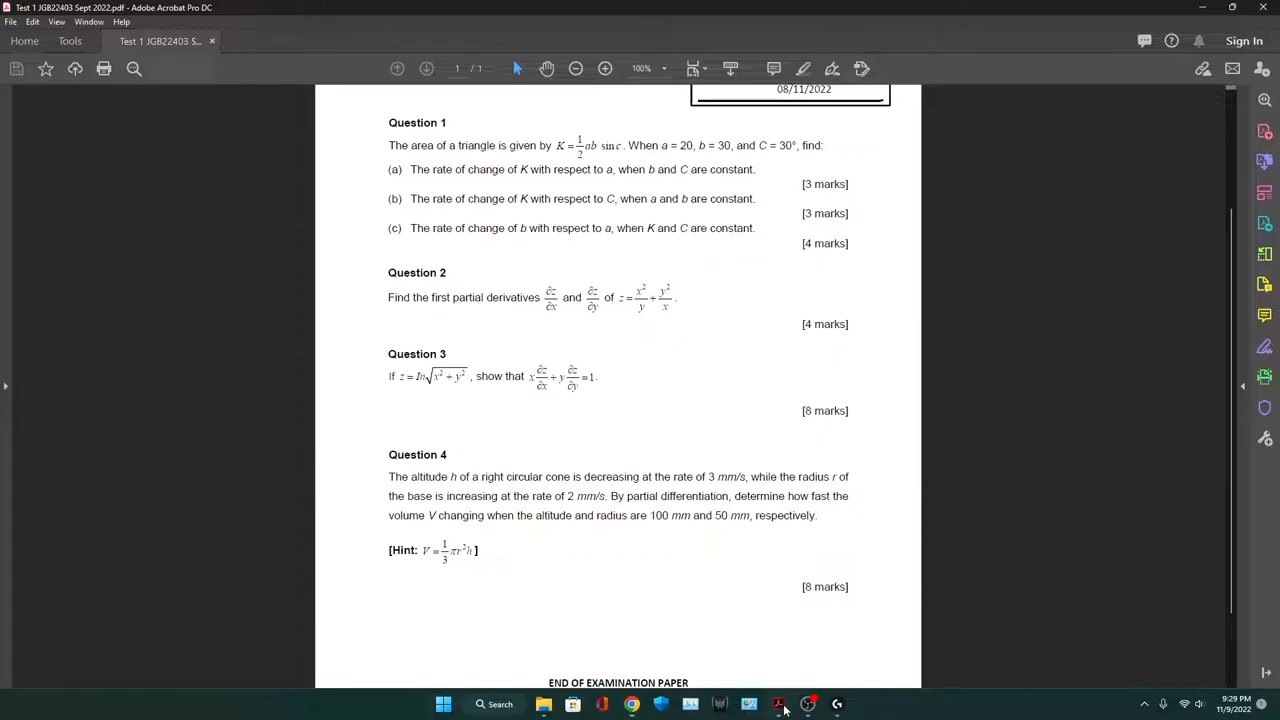 Test 1 JGB22403 Sept 2022.pdf - Adobe Acrobat Pro DC
File Edit View Window Help
Home Tools Test 1 JGB22403 S... Sign In
1 / 1 100%
08/11/2022
Question 1
The area of a triangle is given by K = 1/2 ab sin c. When a = 20, b = 30, and C = 30°, find:
(a) The rate of change of K with respect to a, when b and C are constant.
[3 marks]
(b) The rate of change of K with respect to C, when a and b are constant.
[3 marks]
(c) The rate of change of b with respect to a, when K and C are constant.
[4 marks]
Question 2
Find the first partial derivatives ∂z/∂x and ∂z/∂y of z = x²/y + y²/x.
[4 marks]
Question 3
If z = In√(x² + y²), show that x ∂z/∂x + y ∂z/∂y = 1.
[8 marks]
Question 4
The altitude h of a right circular cone is decreasing at the rate of 3 mm/s, while the radius r of
the base is increasing at the rate of 2 mm/s. By partial differentiation, determine how fast the
volume V changing when the altitude and radius are 100 mm and 50 mm, respectively.
[Hint: V = 1/3 πr²h ]
[8 marks]
END OF EXAMINATION PAPER
Search
9:29 PM
11/9/2022